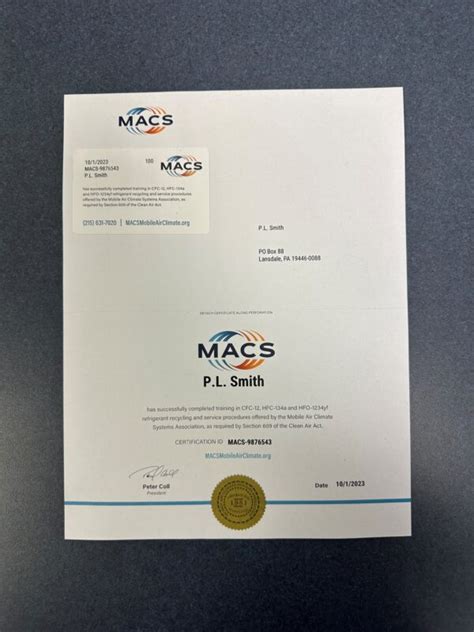 MACS
10/1/2023 100 MACS
MACS-9876543
P.L. Smith
has successfully completed training in CFC-12, HFC-134a
and HFO-1234yf refrigerant recycling and service procedures
offered by the Mobile Air Climate Systems Association, as
required by Section 609 of the Clean Air Act.
(215) 631-7020 | MACSMobileAirClimate.org
P.L. Smith
PO Box 88
Lansdale, PA 19446-0088
DETACH CERTIFICATE ALONG PERFORATION
MACS
P.L. Smith
has successfully completed training in CFC-12, HFC-134a and HFO-1234yf
refrigerant recycling and service procedures offered by the Mobile Air Climate
Systems Association, as required by Section 609 of the Clean Air Act.
CERTIFICATION ID MACS-9876543
MACSMobileAirClimate.org
Peter Coll
President
Date 10/1/2023